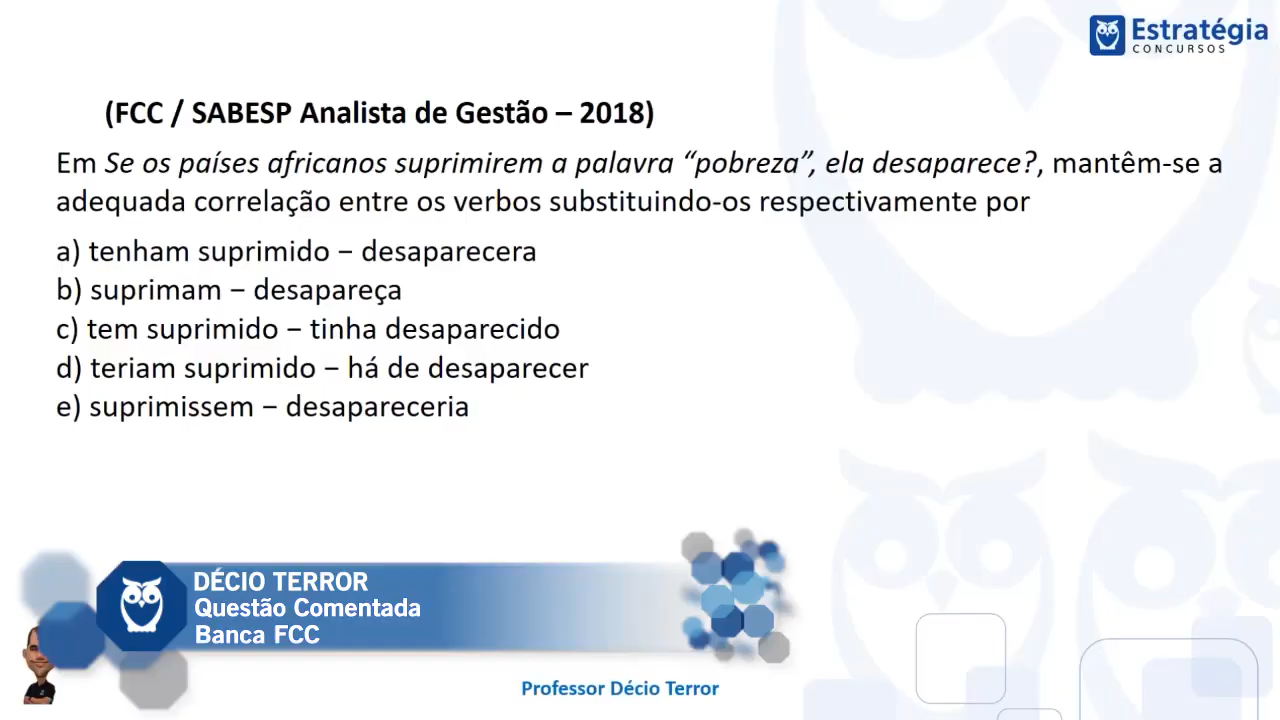 Estratégia
CONCURSOS
(FCC / SABESP Analista de Gestão – 2018)
Em Se os países africanos suprimirem a palavra “pobreza”, ela desaparece?, mantêm-se a
adequada correlação entre os verbos substituindo-os respectivamente por
a) tenham suprimido − desaparecera
b) suprimam − desapareça
c) tem suprimido − tinha desaparecido
d) teriam suprimido − há de desaparecer
e) suprimissem − desapareceria
DÉCIO TERROR
Questão Comentada
Banca FCC
Professor Décio Terror